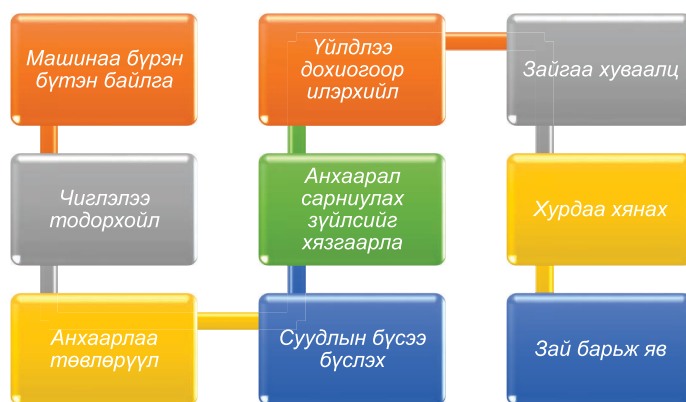 Машинаа бүрэн
бүтэн байлга
Чиглэлээ
тодорхойл
Анхаарлаа
төвлөрүүл
Суудлын бүсээ
бүслэх
Анхаарал
сарниулах
зүйлсийг
хязгаарла
Үйлдлээ
дохиогоор
илэрхийл
Зайгаа хуваалц
Хурдаа хянах
Зай барьж яв